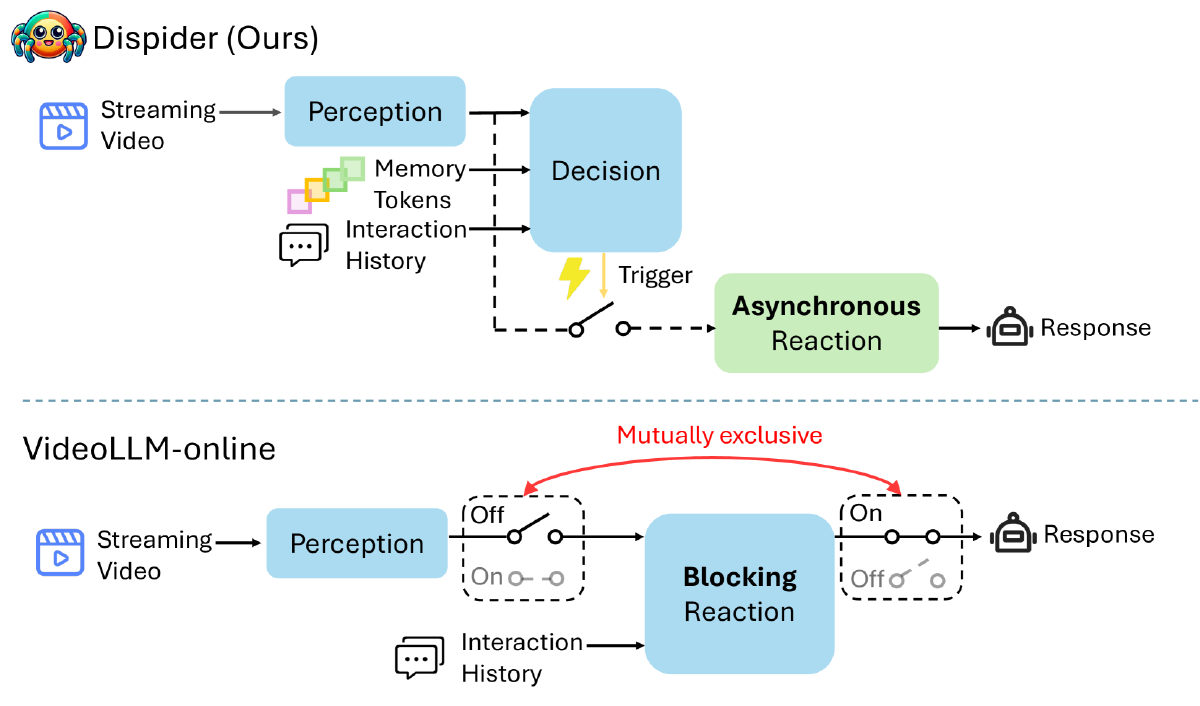 Dispider (Ours)
Streaming
Video
Perception
Memory
Tokens
Interaction
History
Decision
Trigger
Asynchronous
Reaction
Response
VideoLLM-online
Mutually exclusive
Streaming
Video
Perception
Off
On
Interaction
History
Blocking
Reaction
On
Off
Response